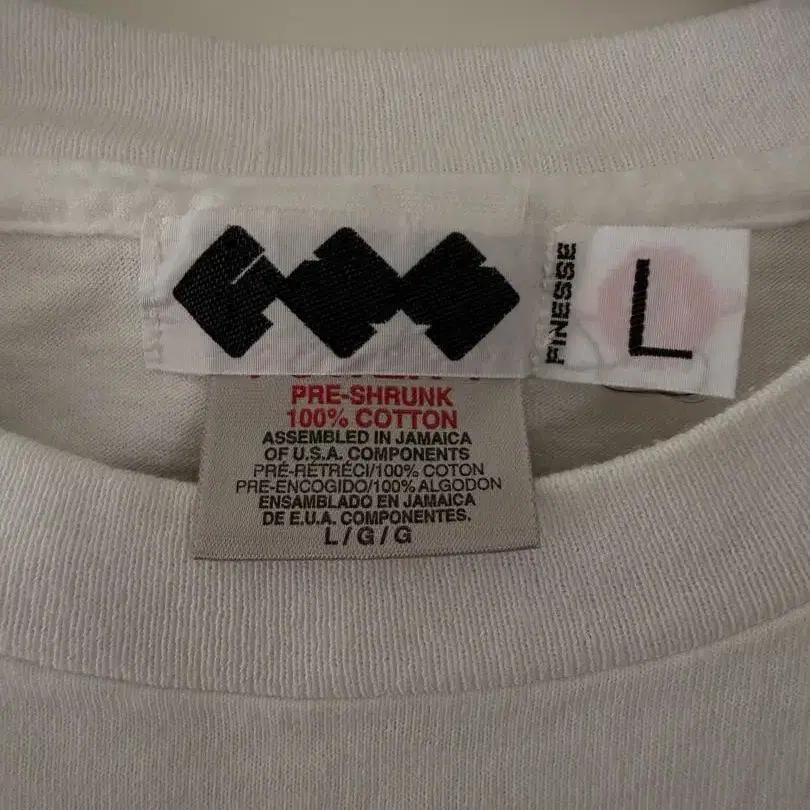 FINESSE
L
PRE-SHRUNK
100% COTTON
ASSEMBLED IN JAMAICA
OF U.S.A. COMPONENTS
PRÉ-RÉTRÉCI/100% COTON
PRE-ENCOGIDO/100% ALGODON
ENSAMBLADO EN JAMAICA
DE E.U.A. COMPONENTES.
L/G/G